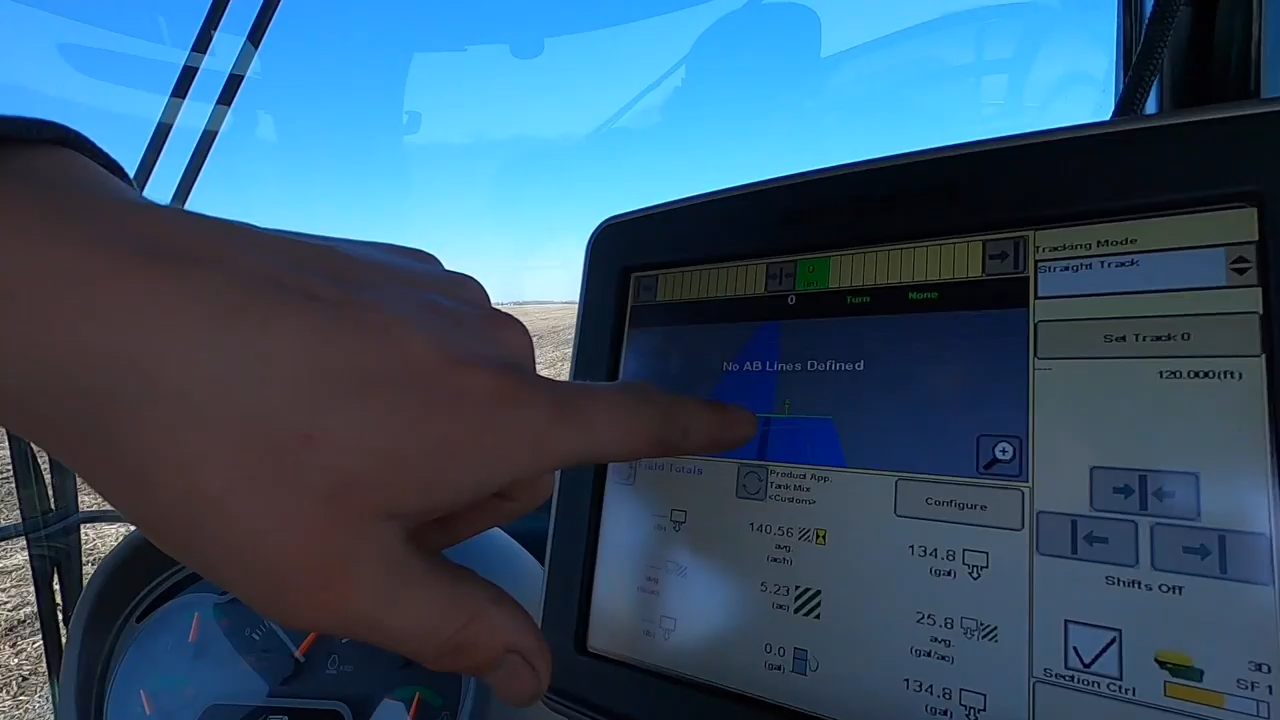 Tracking Mode
Straight Track
0
Turn
None
Set Track 0
No AB Lines Defined
120.000(ft)
Field Totals
Product App.
Tank Mix
<Custom>
Configure
140.56
avg.
(ac/h)
134.8
(gal)
5.23
(ac)
25.8
avg.
(gal/ac)
0.0
(gal)
134.8
(gal)
Shifts Off
Section Ctrl
3D
SF1